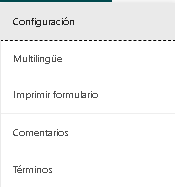 Configuración
Multilingüe
Imprimir formulario
Comentarios
Términos